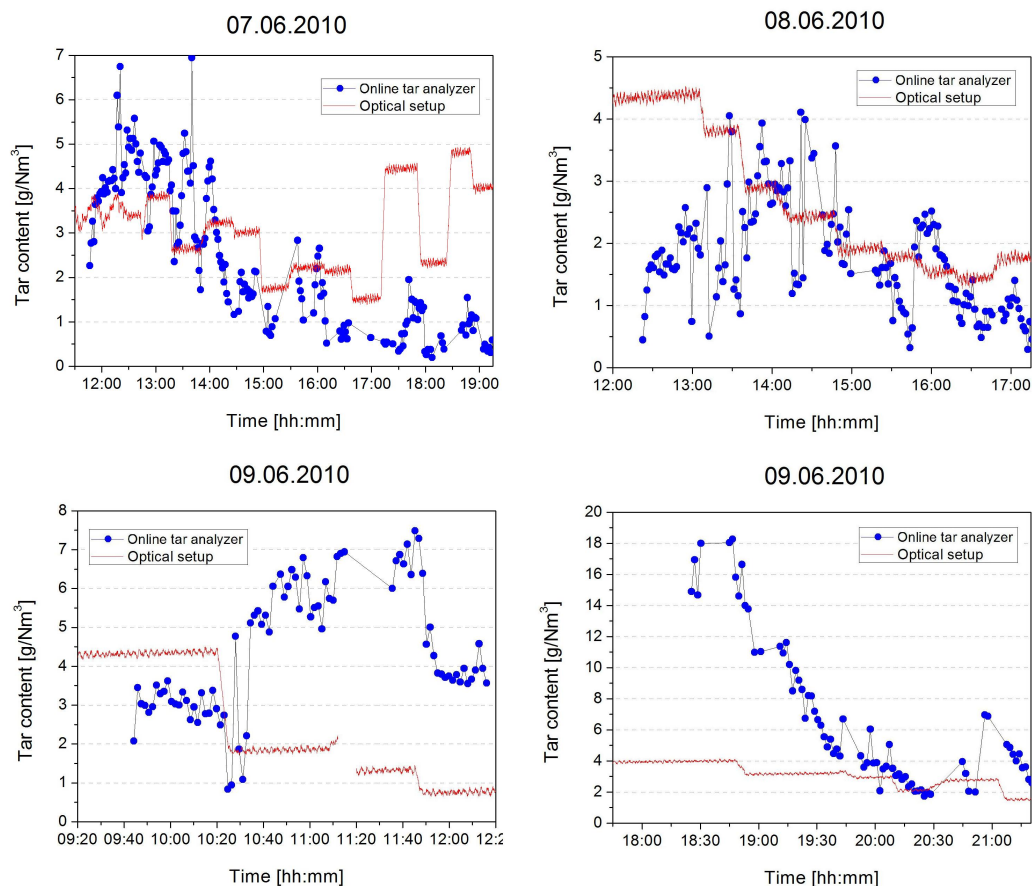 07.06.2010
7
6
5
4
3
2
1
0
Tar content [g/Nm³]
Online tar analyzer
Optical setup
12:00 13:00 14:00 15:00 16:00 17:00 18:00 19:00
Time [hh:mm]
08.06.2010
5
4
3
2
1
0
Tar content [g/Nm³]
Online tar analyzer
Optical setup
12:00 13:00 14:00 15:00 16:00 17:00
Time [hh:mm]
09.06.2010
8
7
6
5
4
3
2
1
0
Tar content [g/Nm³]
Online tar analyzer
Optical setup
09:20 09:40 10:00 10:20 10:40 11:00 11:20 11:40 12:00 12:2
Time [hh:mm]
09.06.2010
20
18
16
14
12
10
8
6
4
2
0
Tar content [g/Nm³]
Online tar analyzer
Optical setup
18:00 18:30 19:00 19:30 20:00 20:30 21:00
Time [hh:mm]